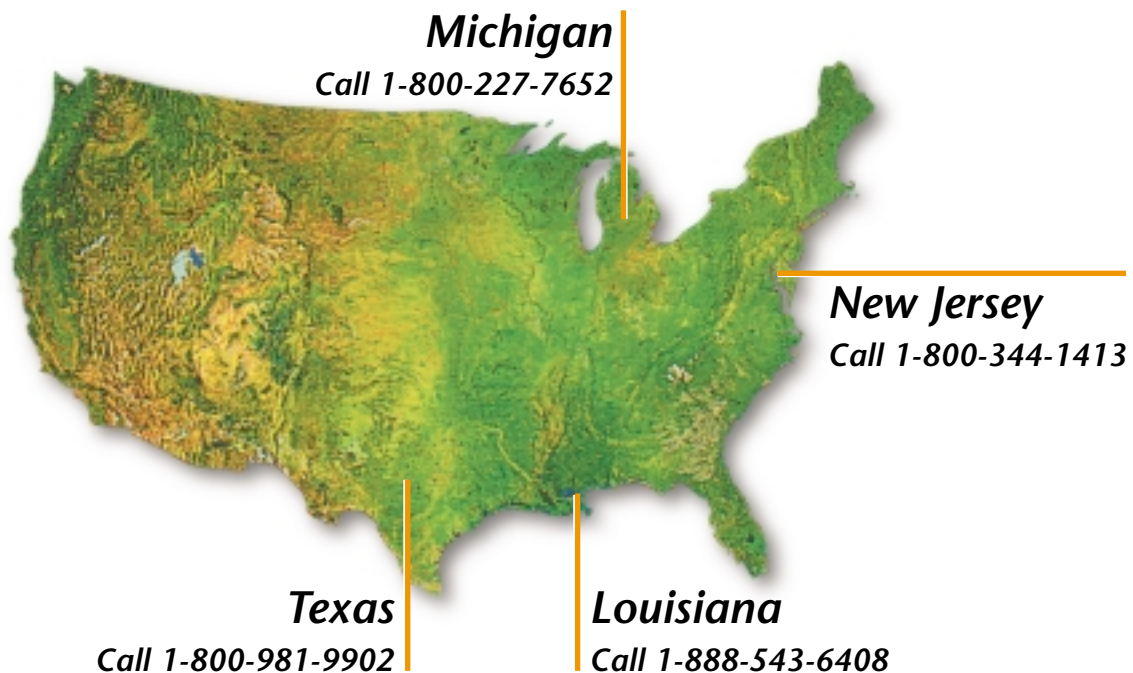 Michigan
Call 1-800-227-7652
New Jersey
Call 1-800-344-1413
Texas
Call 1-800-981-9902
Louisiana
Call 1-888-543-6408